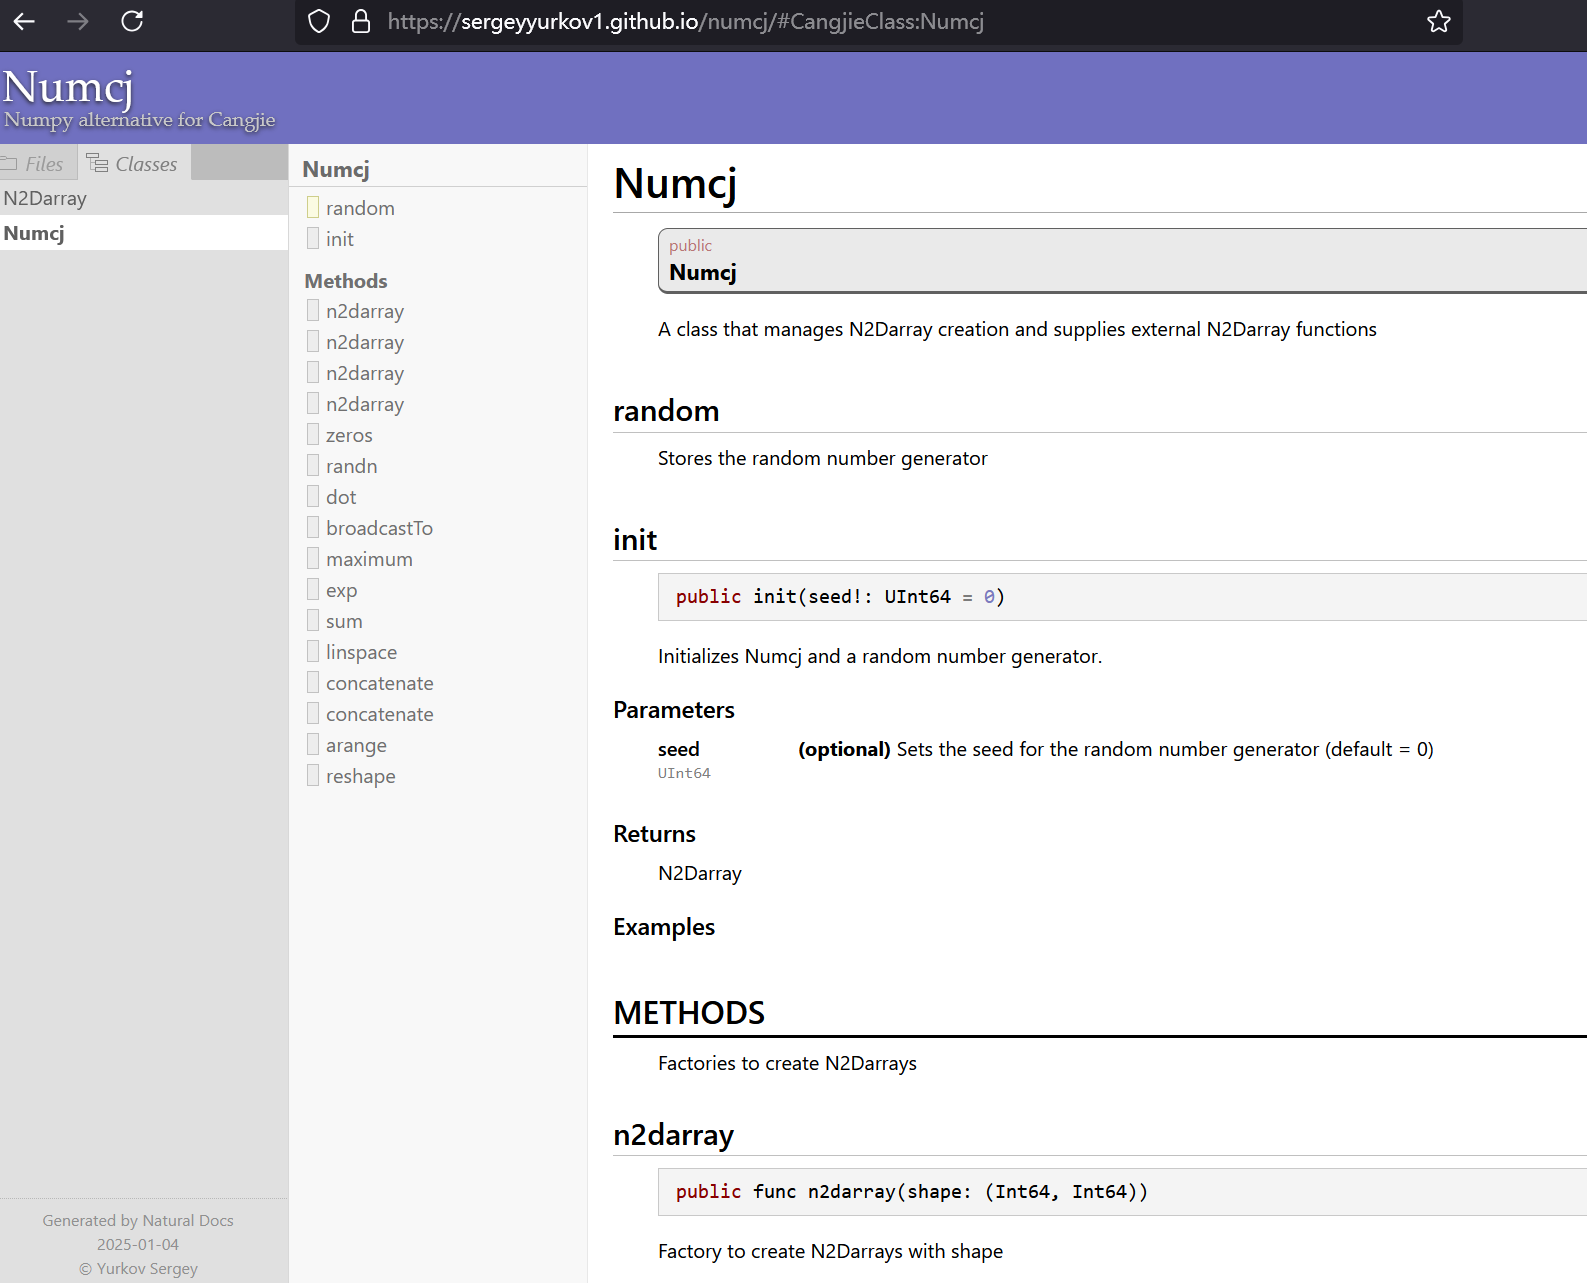 https://sergeyyurkov1.github.io/numcj/#CangjieClass:Numcj
Numcj
Numpy alternative for Cangjie
Files
Classes
N2Darray
Numcj
Generated by Natural Docs
2025-01-04
© Yurkov Sergey
Numcj
random
init
Methods
n2darray
n2darray
n2darray
n2darray
zeros
randn
dot
broadcastTo
maximum
exp
sum
linspace
concatenate
concatenate
arange
reshape
Numcj
public
Numcj
A class that manages N2Darray creation and supplies external N2Darray functions
random
Stores the random number generator
init
public init(seed!: UInt64 = 0)
Initializes Numcj and a random number generator.
Parameters
seed (optional) Sets the seed for the random number generator (default = 0)
UInt64
Returns
N2Darray
Examples
METHODS
Factories to create N2Darrays
n2darray
public func n2darray(shape: (Int64, Int64))
Factory to create N2Darrays with shape